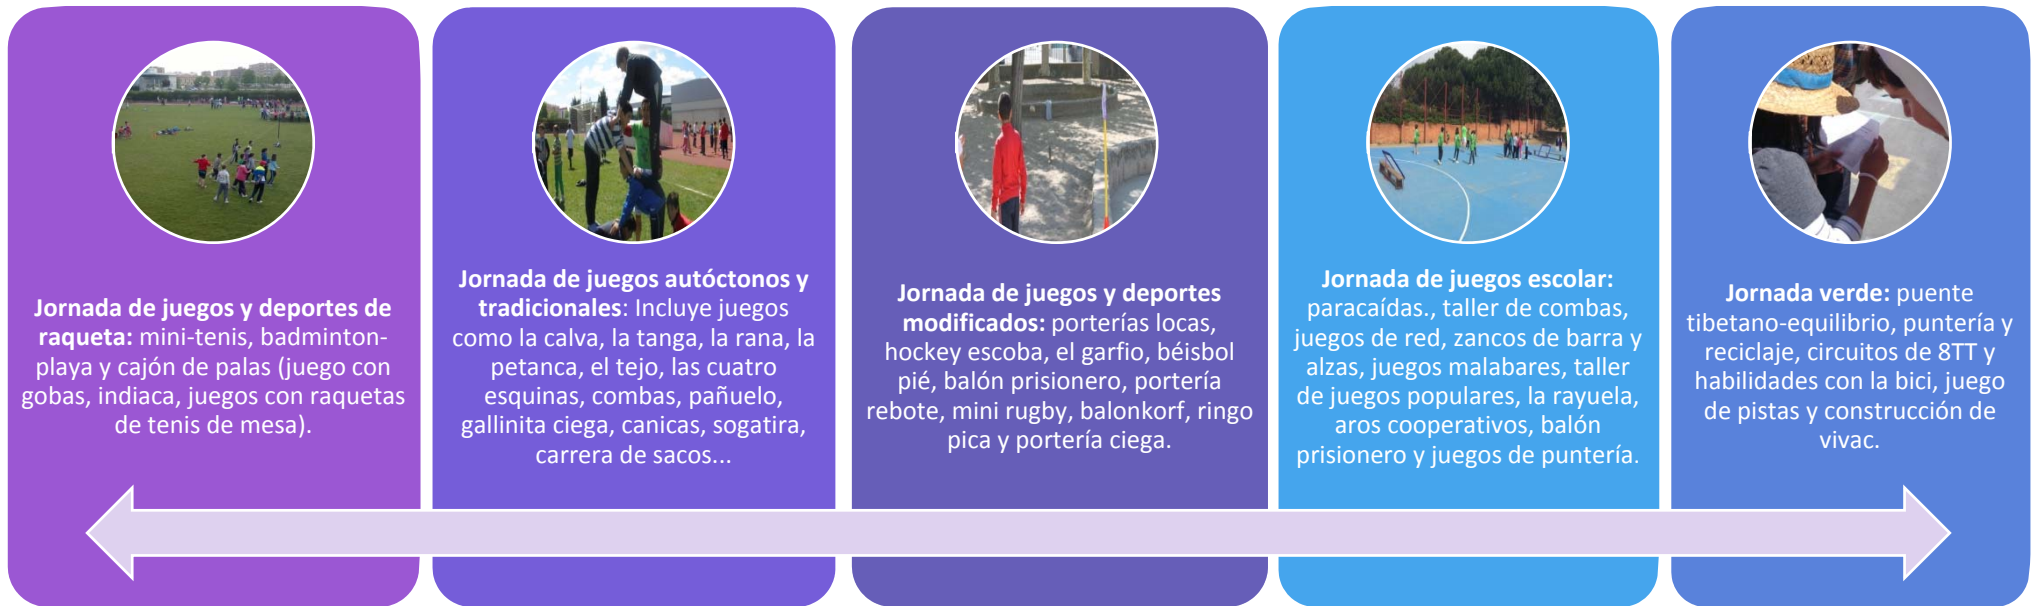 Jornada de juegos y deportes de
raqueta: mini-tenis, badminton-
playa y cajón de palas (juego con
gobas, indiaca, juegos con raquetas
de tenis de mesa).
Jornada de juegos autóctonos y
tradicionales: Incluye juegos
como la calva, la tanga, la rana, la
petanca, el tejo, las cuatro
esquinas, combas, pañuelo,
gallinita ciega, canicas, sogatira,
carrera de sacos...
Jornada de juegos y deportes
modificados: porterías locas,
hockey escoba, el garfio, béisbol
pié, balón prisionero, portería
rebote, mini rugby, balonkorf, ringo
pica y portería ciega.
Jornada de juegos escolar:
paracaídas., taller de combas,
juegos de red, zancos de barra y
alzas, juegos malabares, taller
de juegos populares, la rayuela,
aros cooperativos, balón
prisionero y juegos de puntería.
Jornada verde: puente
tibetano-equilibrio, puntería y
reciclaje, circuitos de 8TT y
habilidades con la bici, juego
de pistas y construcción de
vivac.